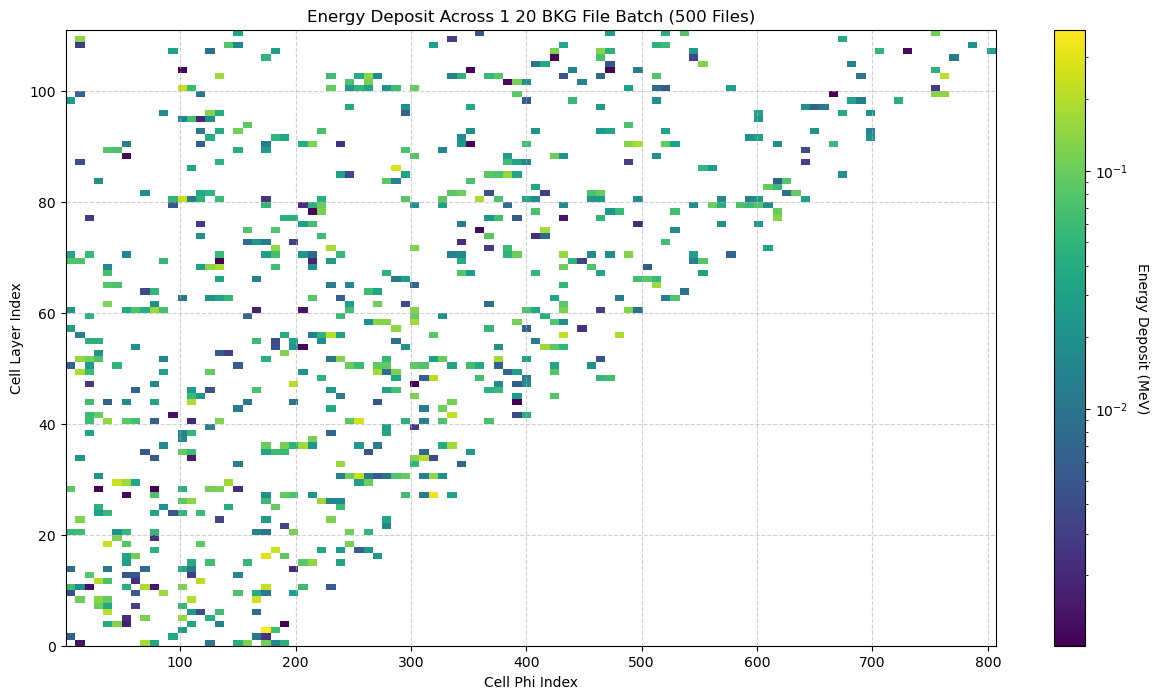 Energy Deposit Across 1 20 BKG File Batch (500 Files)
Cell Layer Index
100
80
60
40
20
0
100 200 300 400 500 600 700 800
Cell Phi Index
10⁻¹
10⁻²
Energy Deposit (MeV)